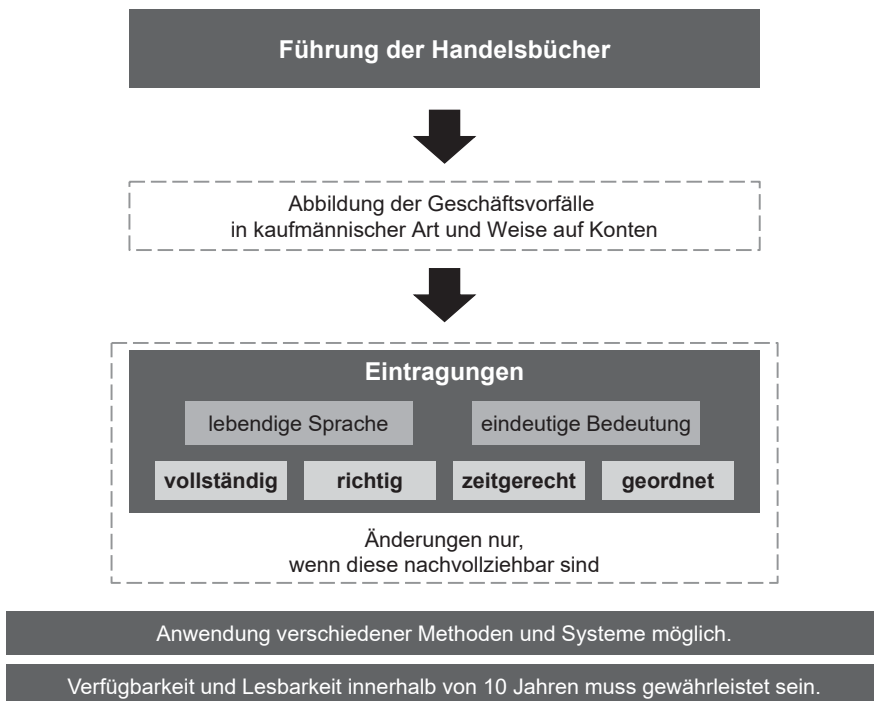 Führung der Handelsbücher
Abbildung der Geschäftsvorfälle
in kaufmännischer Art und Weise auf Konten
Eintragungen
lebendige Sprache
eindeutige Bedeutung
vollständig
richtig
zeitgerecht
geordnet
Änderungen nur,
wenn diese nachvollziehbar sind
Anwendung verschiedener Methoden und Systeme möglich.
Verfügbarkeit und Lesbarkeit innerhalb von 10 Jahren muss gewährleistet sein.